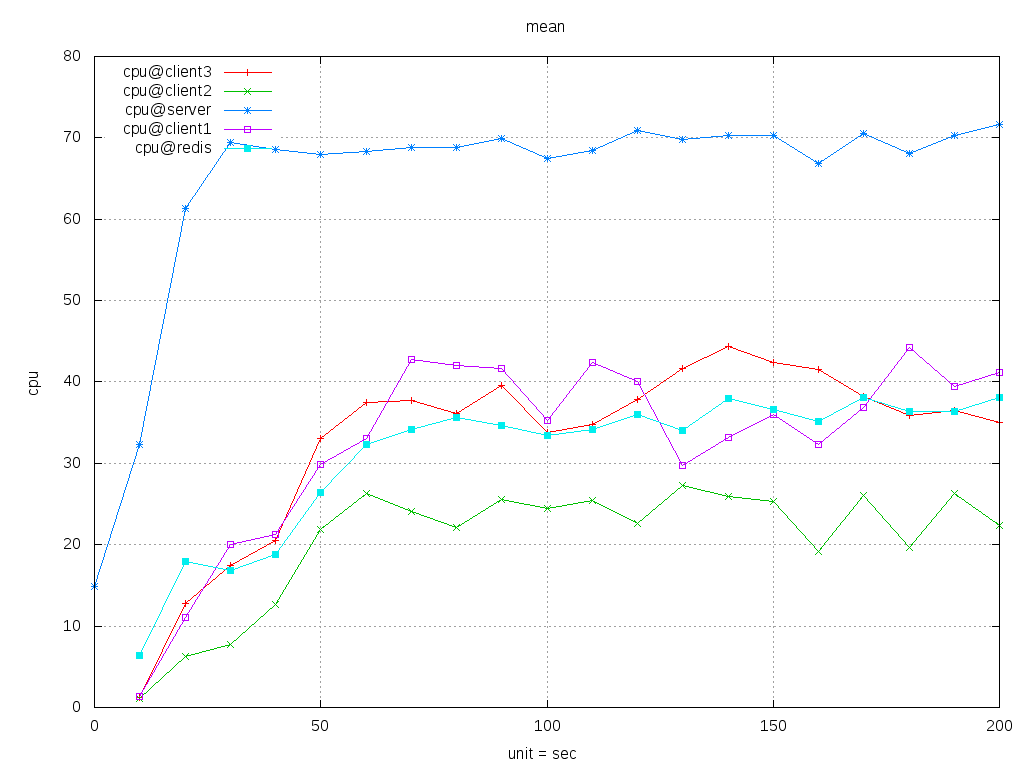 mean
80
70
60
50
40
30
20
10
0
cpu
cpu@client3
cpu@client2
cpu@server
cpu@client1
cpu@redis
0 50 100 150 200
unit = sec